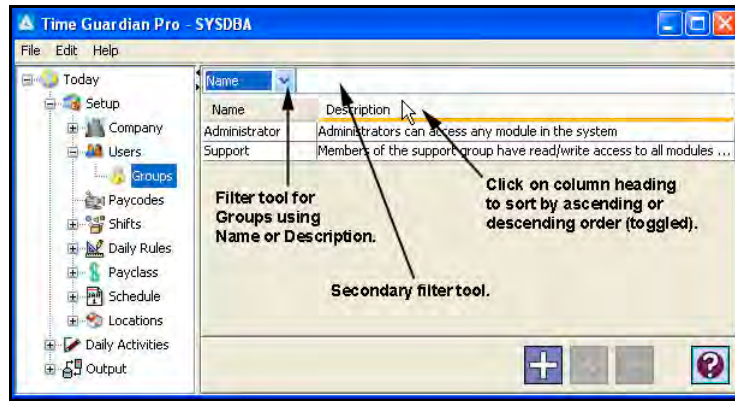 Time Guardian Pro - SYSDBA
File Edit Help
Today
Setup
Company
Users
Groups
Paycodes
Shifts
Daily Rules
Payclass
Schedule
Locations
Daily Activities
Output
Name
Name Description
Administrator Administrators can access any module in the system
Support Members of the support group have read/write access to all modules ...
Filter tool for
Groups using
Name or Description.
Click on column heading
to sort by ascending or
descending order (toggled).
Secondary filter tool.